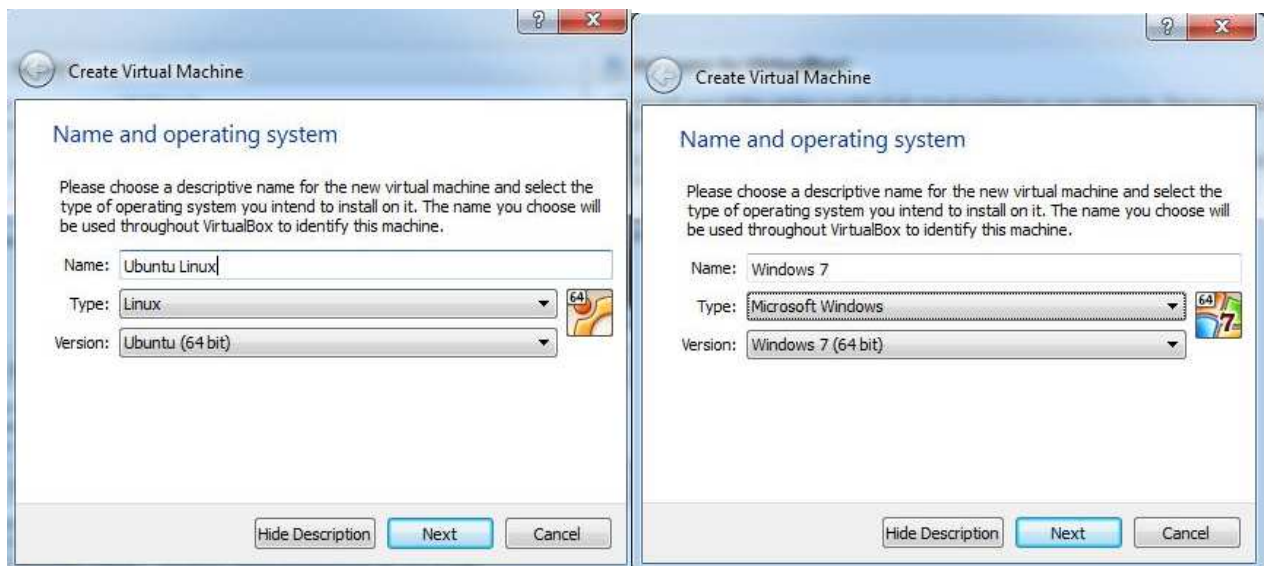 Create Virtual Machine
Name and operating system
Please choose a descriptive name for the new virtual machine and select the
type of operating system you intend to install on it. The name you choose will
be used throughout VirtualBox to identify this machine.
Name: Ubuntu Linux
Type: Linux
64
Version: Ubuntu (64 bit)
Hide Description Next Cancel
Create Virtual Machine
Name and operating system
Please choose a descriptive name for the new virtual machine and select the
type of operating system you intend to install on it. The name you choose will
be used throughout VirtualBox to identify this machine.
Name: Windows 7
Type: Microsoft Windows
64
7
Version: Windows 7 (64 bit)
Hide Description Next Cancel